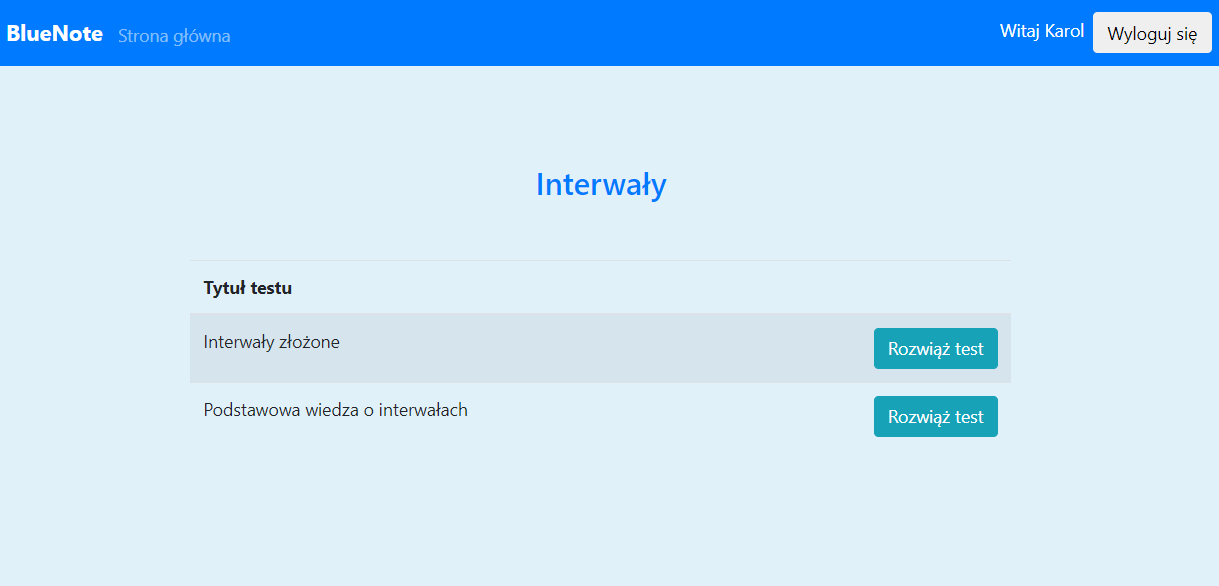 BlueNote Strona główna Witaj Karol Wyloguj się
Interwały
Tytuł testu
Interwały złożone Rozwiąż test
Podstawowa wiedza o interwałach Rozwiąż test